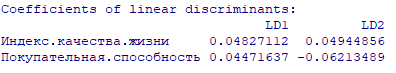 Coefficients of linear discriminants:
LD1 LD2
Индекс.качества.жизни 0.04827112 0.04944856
Покупательная.способность 0.04471637 -0.06213489